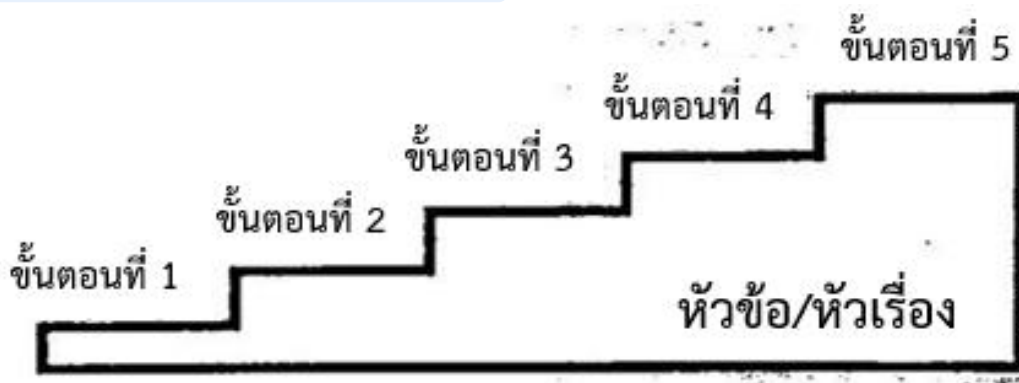 ขั้นตอนที่ 5
ขั้นตอนที่ 4
ขั้นตอนที่ 3
ขั้นตอนที่ 2
ขั้นตอนที่ 1
หัวข้อ/หัวเรื่อง